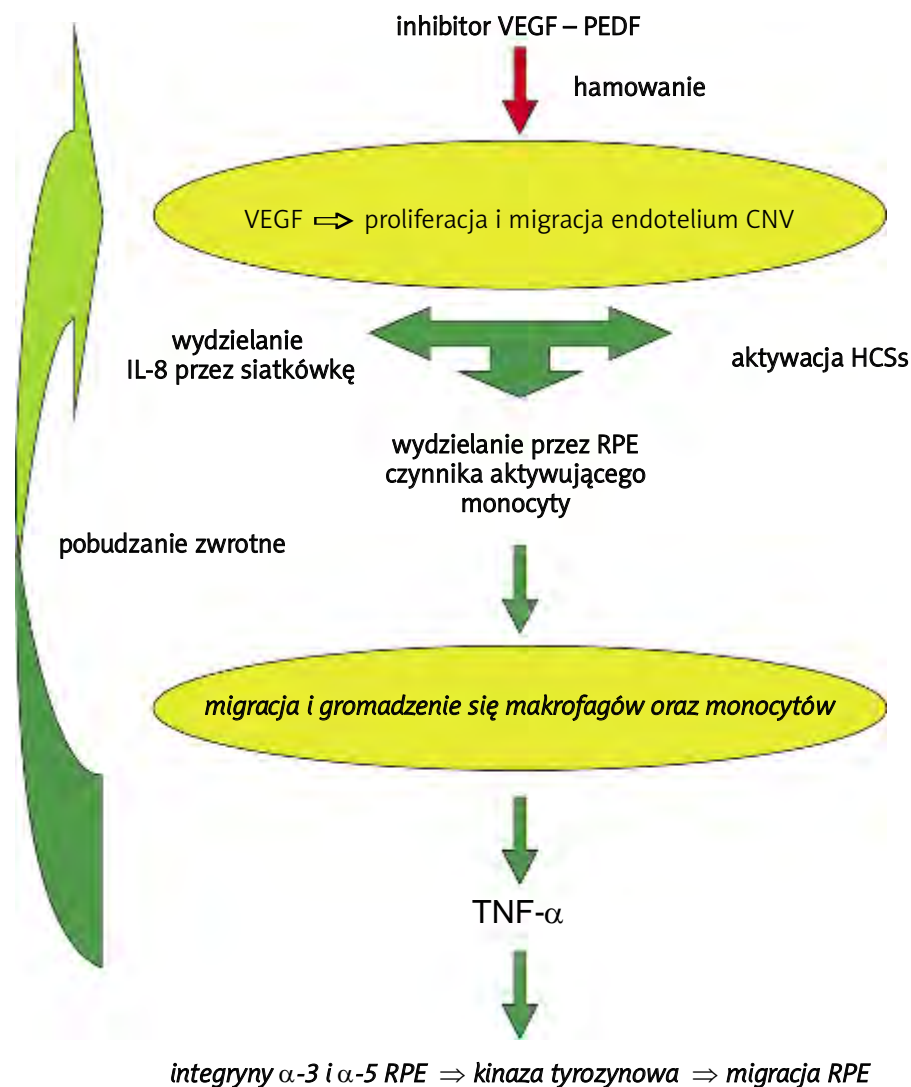 inhibitor VEGF – PEDF
hamowanie
VEGF ⇨ proliferacja i migracja endotelium CNV
wydzielanie
IL-8 przez siatkówkę
aktywacja HCSs
wydzielanie przez RPE
czynnika aktywującego
monocyty
pobudzanie zwrotne
migracja i gromadzenie się makrofagów oraz monocytów
TNF-α
integryny α-3 i α-5 RPE ⇒ kinaza tyrozynowa ⇒ migracja RPE